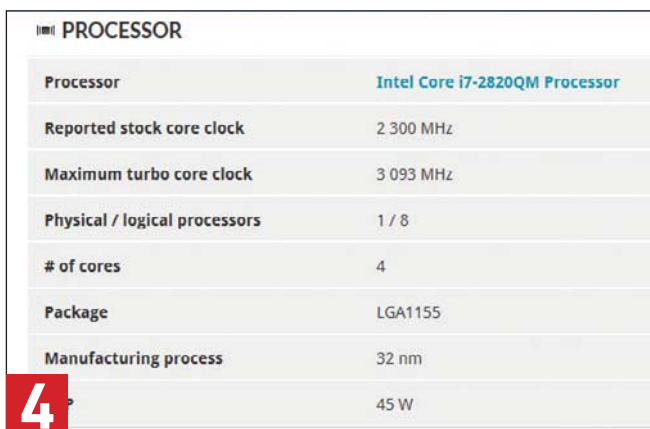 PROCESSOR
Processor Intel Core i7-2820QM Processor
Reported stock core clock 2 300 MHz
Maximum turbo core clock 3 093 MHz
Physical / logical processors 1 / 8
# of cores 4
Package LGA1155
Manufacturing process 32 nm
45 W
4